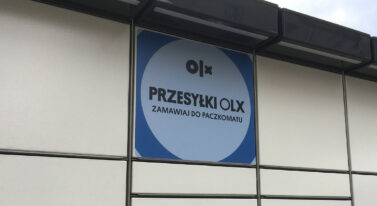 olx
PRZESYŁKI OLX
ZAMAWIAJ DO PACZKOMATU